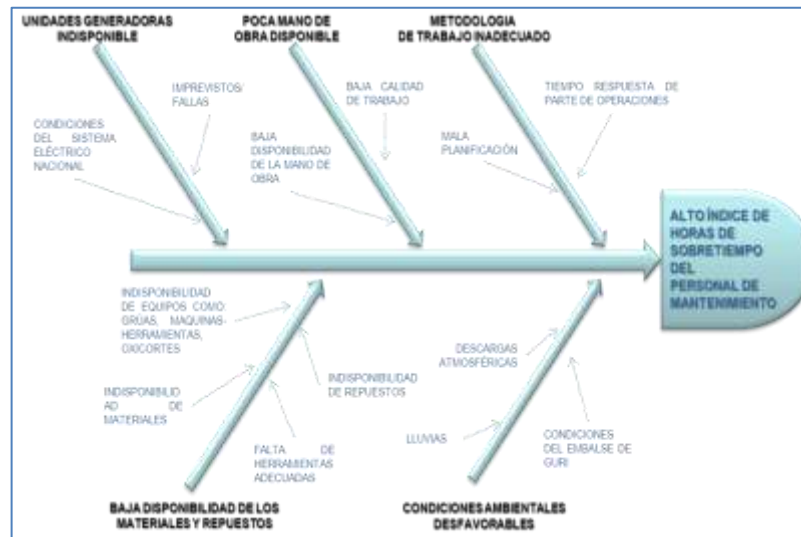 UNIDADES GENERADORAS
INDISPONIBLE
POCA MANO DE
OBRA DISPONIBLE
METODOLOGIA
DE TRABAJO INADECUADO
IMPREVISTOS/
FALLAS
CONDICIONES
DEL SISTEMA
ELÉCTRICO
NACIONAL
BAJA CALIDAD
DE TRABAJO
BAJA
DISPONIBILIDAD
DE LA MANO DE
OBRA
TIEMPO RESPUESTA DE
PARTE DE OPERACIONES
MALA
PLANIFICACIÓN
ALTO ÍNDICE DE
HORAS DE
SOBRETIEMPO
DEL
PERSONAL DE
MANTENIMIENTO
INDISPONIBILIDAD
DE EQUIPOS COMO:
GRÚAS, MAQUINAS-
HERRAMIENTAS,
OXICORTES
INDISPONIBILID
AD DE
MATERIALES
INDISPONIBILIDAD
DE REPUESTOS
FALTA DE
HERRAMIENTAS
ADECUADAS
DESCARGAS
ATMOSFÉRICAS
LLUVIAS
CONDICIONES
DEL EMBALSE DE
GURI
BAJA DISPONIBILIDAD DE LOS
MATERIALES Y REPUESTOS
CONDICIONES AMBIENTALES
DESFAVORABLES